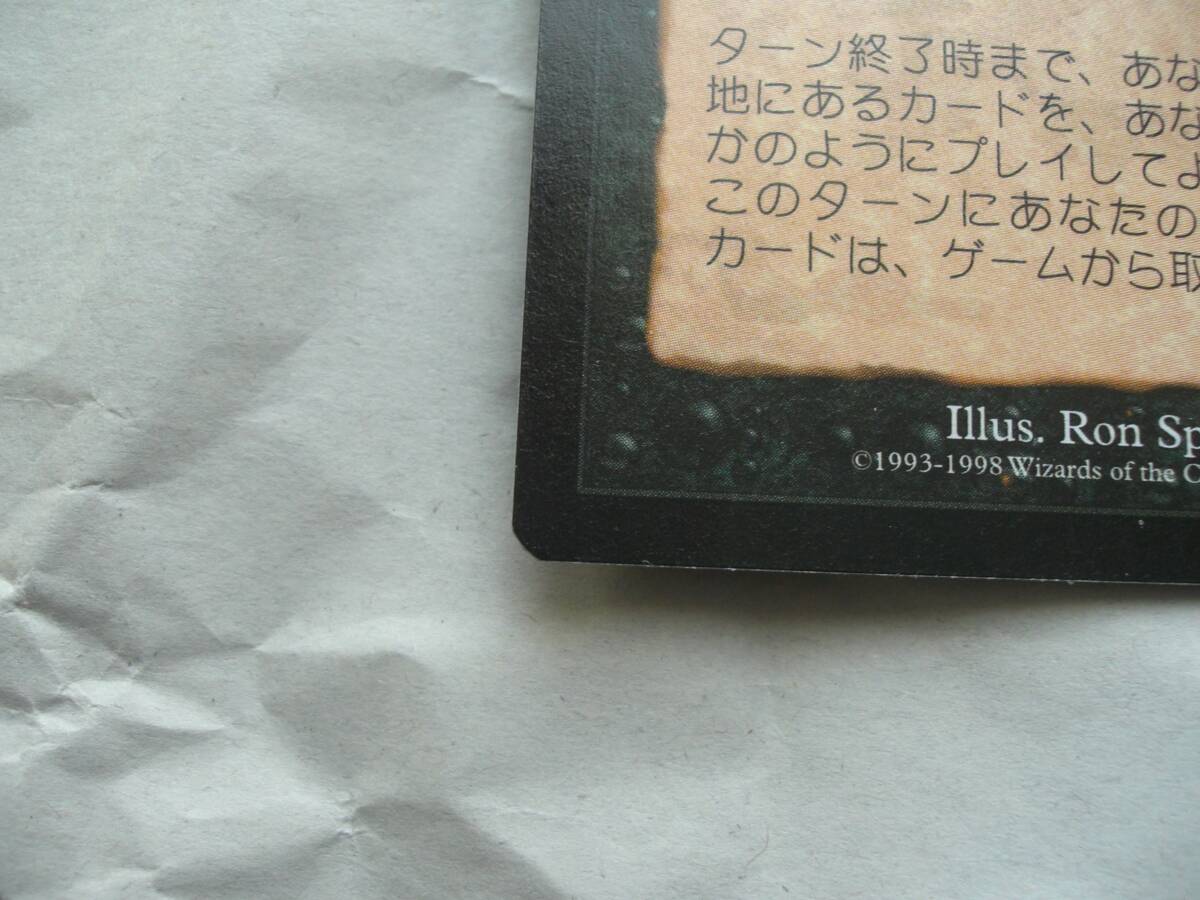 ターン終了時まで、あな
地にあるカードを、あな
かのようにプレイしてよ
このターンにあなたの
カードは、ゲームから取
Illus. Ron Sp
©1993-1998 Wizards of the C